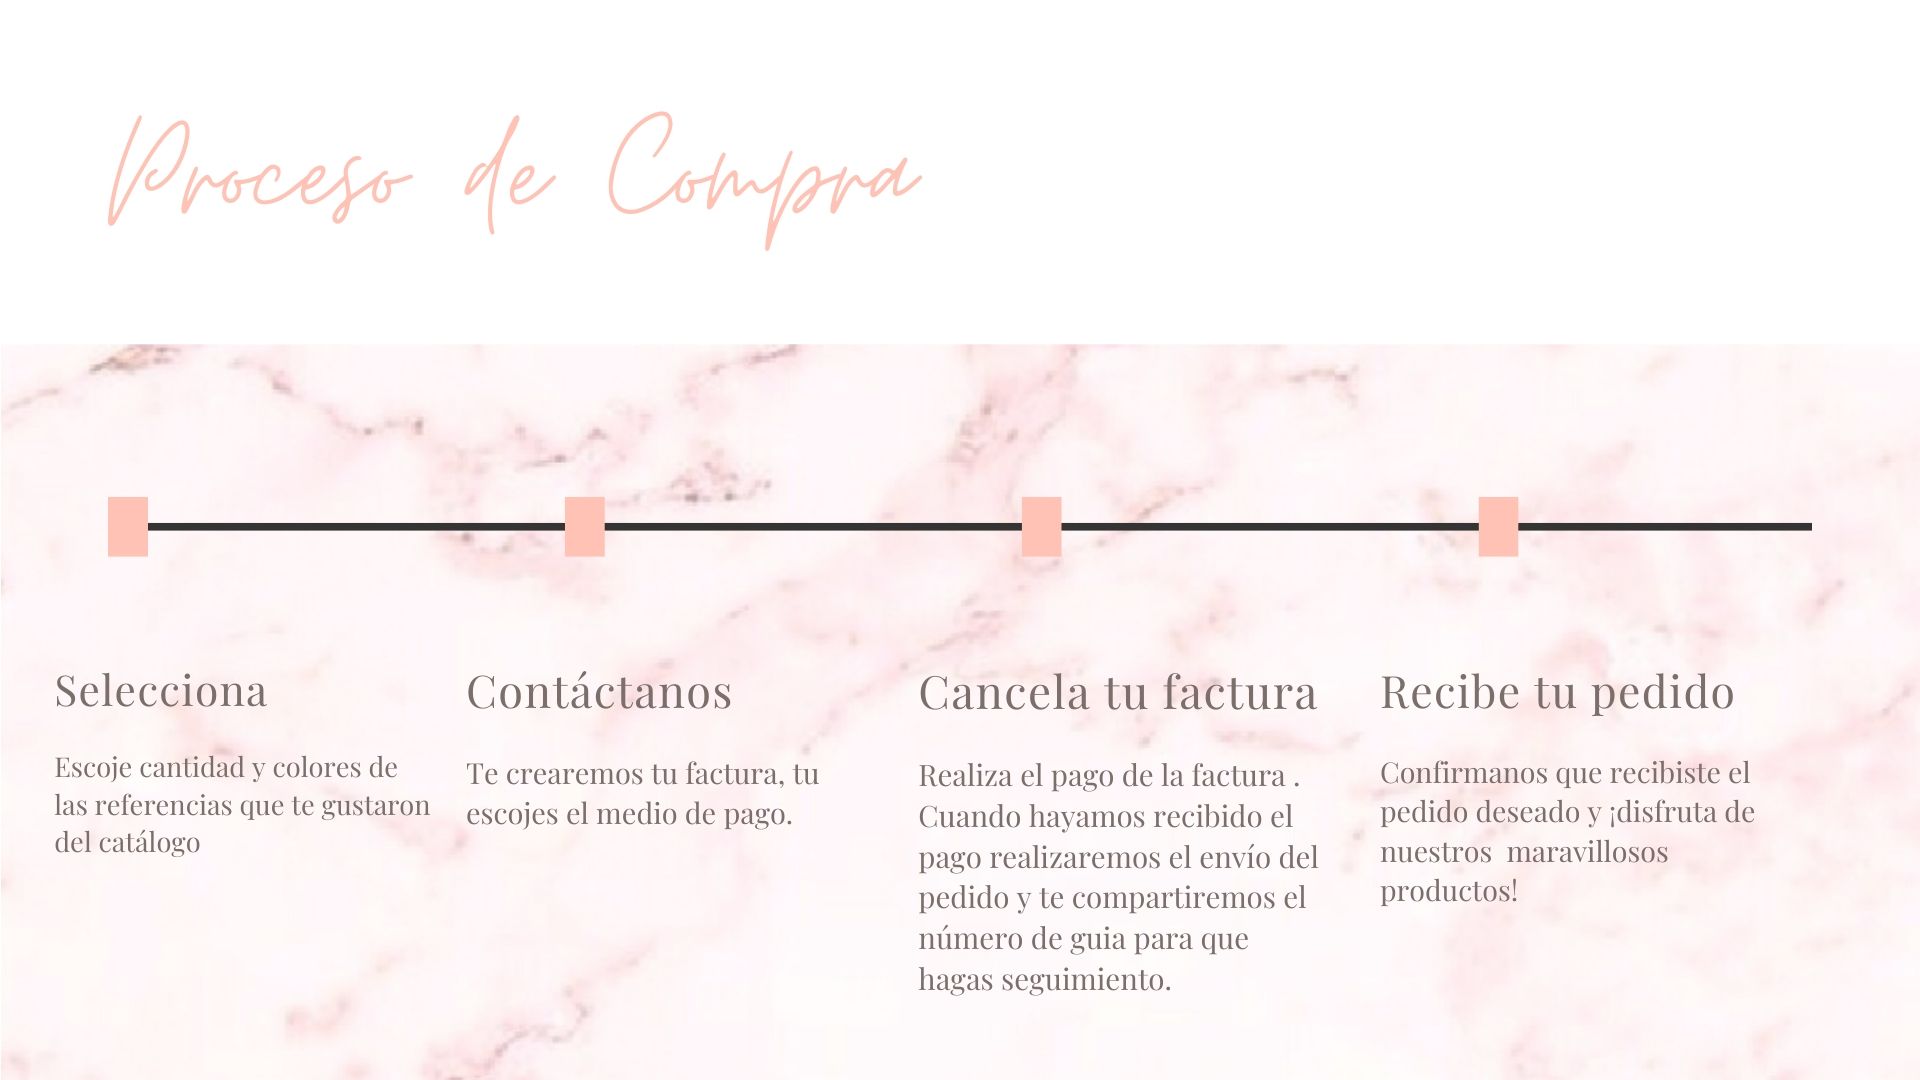 Proceso de Compra
Selecciona
Escoje cantidad y colores de
las referencias que te gustaron
del catálogo
Contáctanos
Te crearemos tu factura, tu
escojes el medio de pago.
Cancela tu factura
Realiza el pago de la factura .
Cuando hayamos recibido el
pago realizaremos el envío del
pedido y te compartiremos el
número de guia para que
hagas seguimiento.
Recibe tu pedido
Confirmanos que recibiste el
pedido deseado y ¡disfruta de
nuestros  maravillosos
productos!